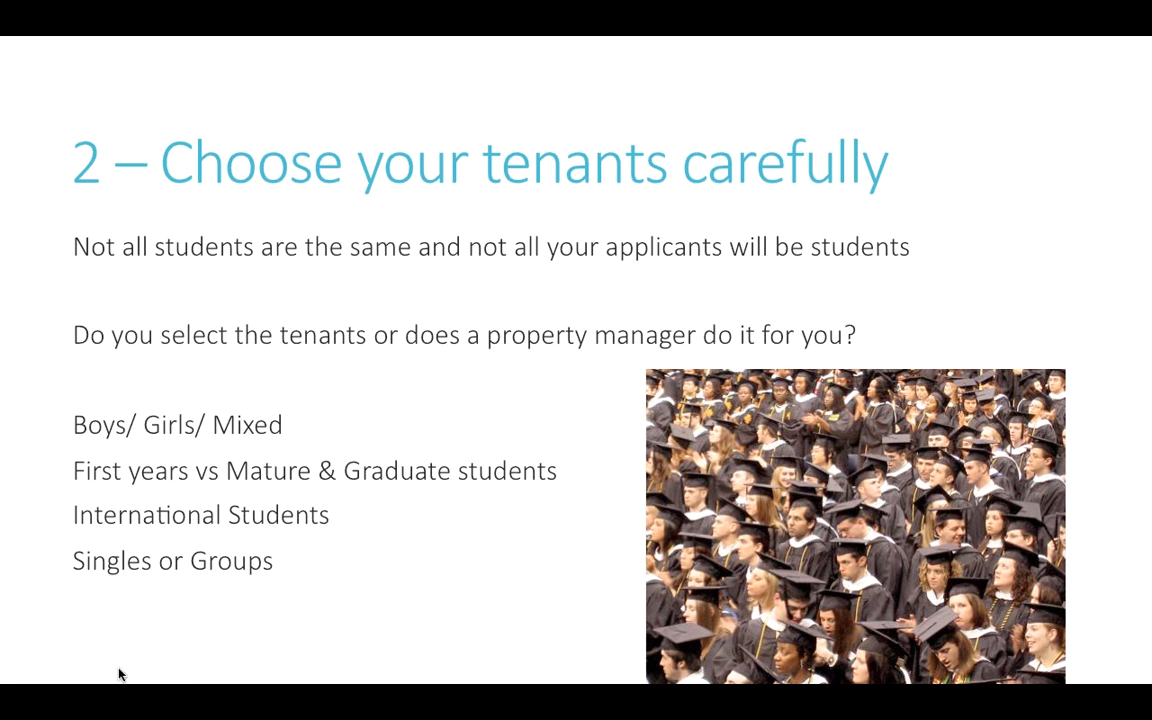 2 – Choose your tenants carefully
Not all students are the same and not all your applicants will be students
Do you select the tenants or does a property manager do it for you?
Boys/ Girls/ Mixed
First years vs Mature & Graduate students
International Students
Singles or Groups